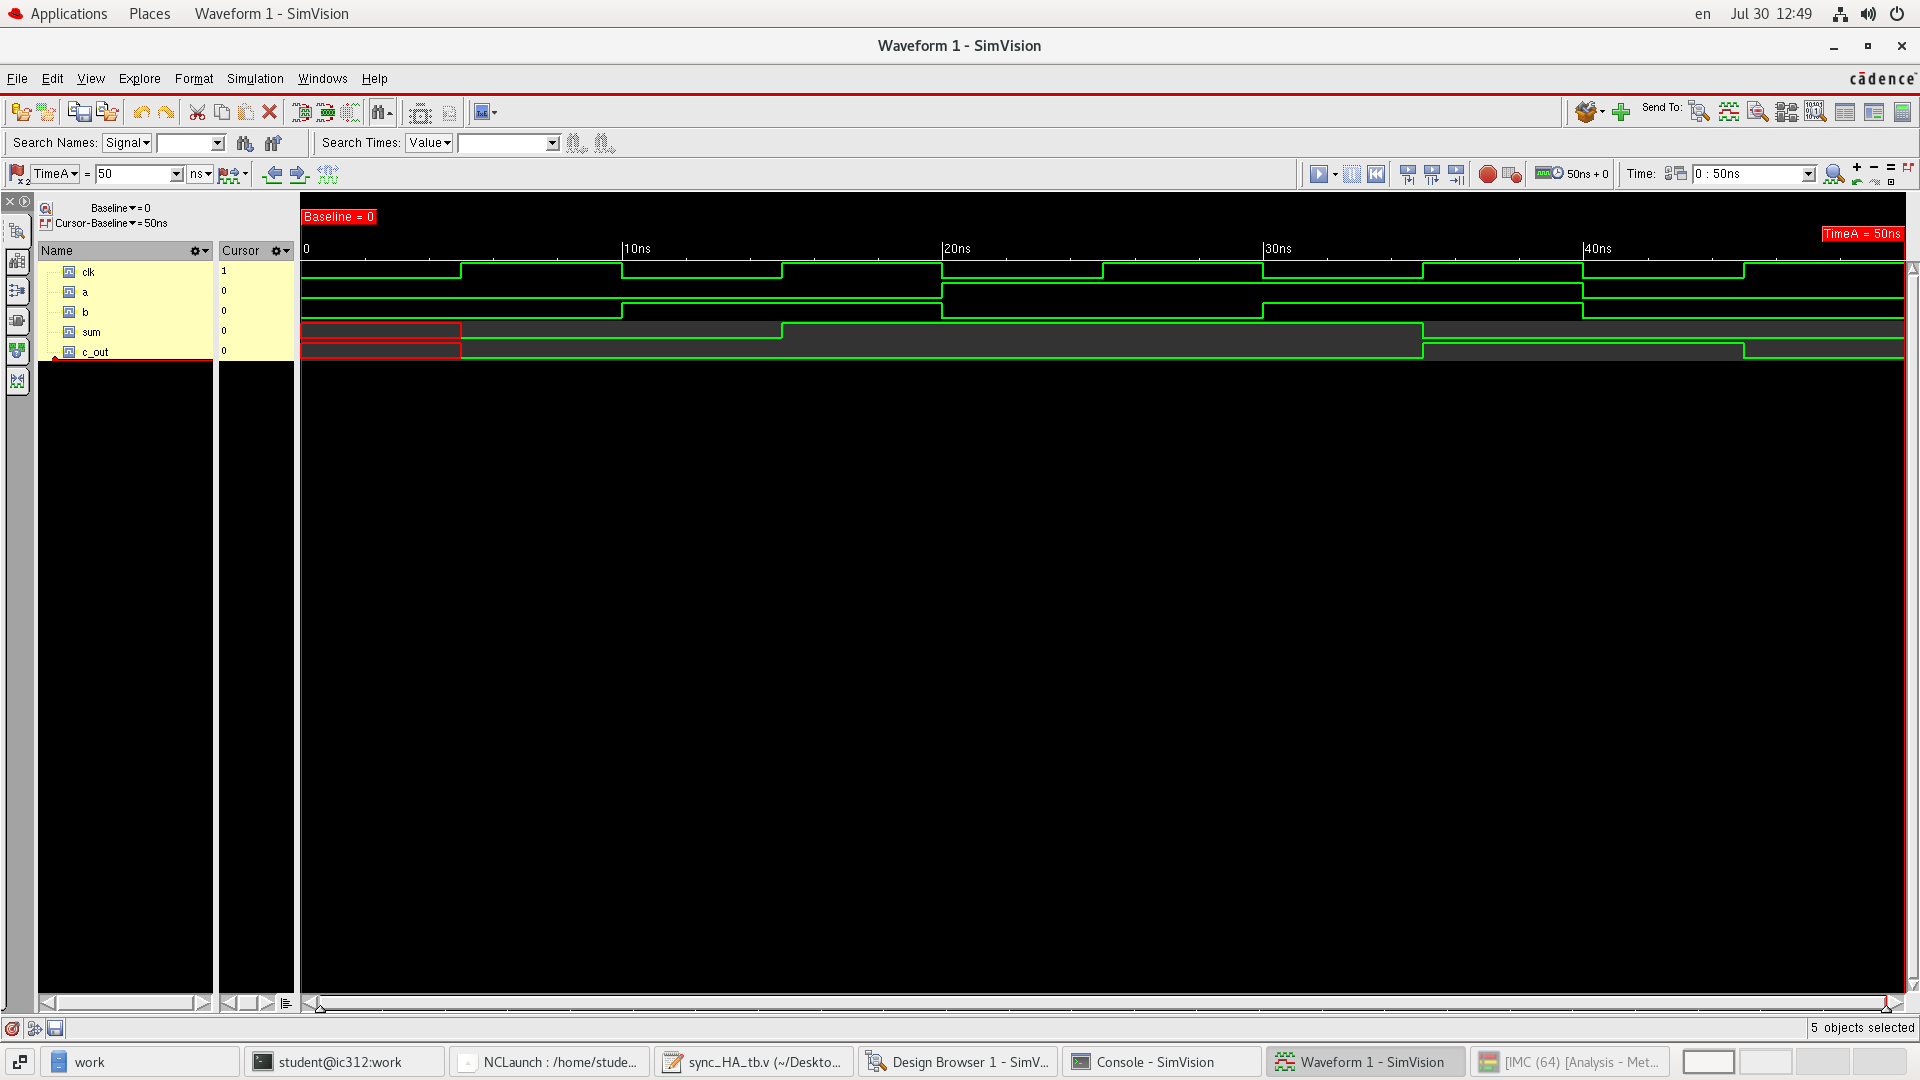 Applications Places Waveform 1 - SimVision en Jul 30 12:49
Waveform 1 - SimVision
File Edit View Explore Format Simulation Windows Help cādence
Send To:
Search Names: Signal Search Times: Value
x2 TimeA = 50 ns 50ns + 0 Time: 0 : 50ns
Baseline = 0
Cursor-Baseline = 50ns
Baseline = 0
TimeA = 50ns
Name Cursor 0 10ns 20ns 30ns 40ns
clk 1
a 0
b 0
sum 0
c_out 0
5 objects selected
work student@ic312:work NCLaunch : /home/stude... sync_HA_tb.v (~/Deskto... Design Browser 1 - SimV... Console - SimVision Waveform 1 - SimVision [IMC (64) [Analysis - Met...